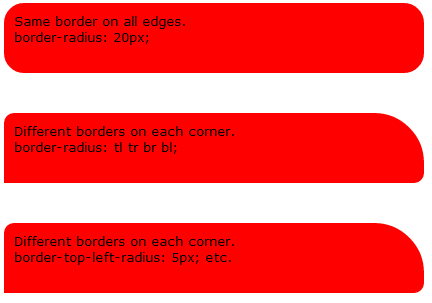 Same border on all edges.
border-radius: 20px;
Different borders on each corner.
border-radius: tl tr br bl;
Different borders on each corner.
border-top-left-radius: 5px; etc.